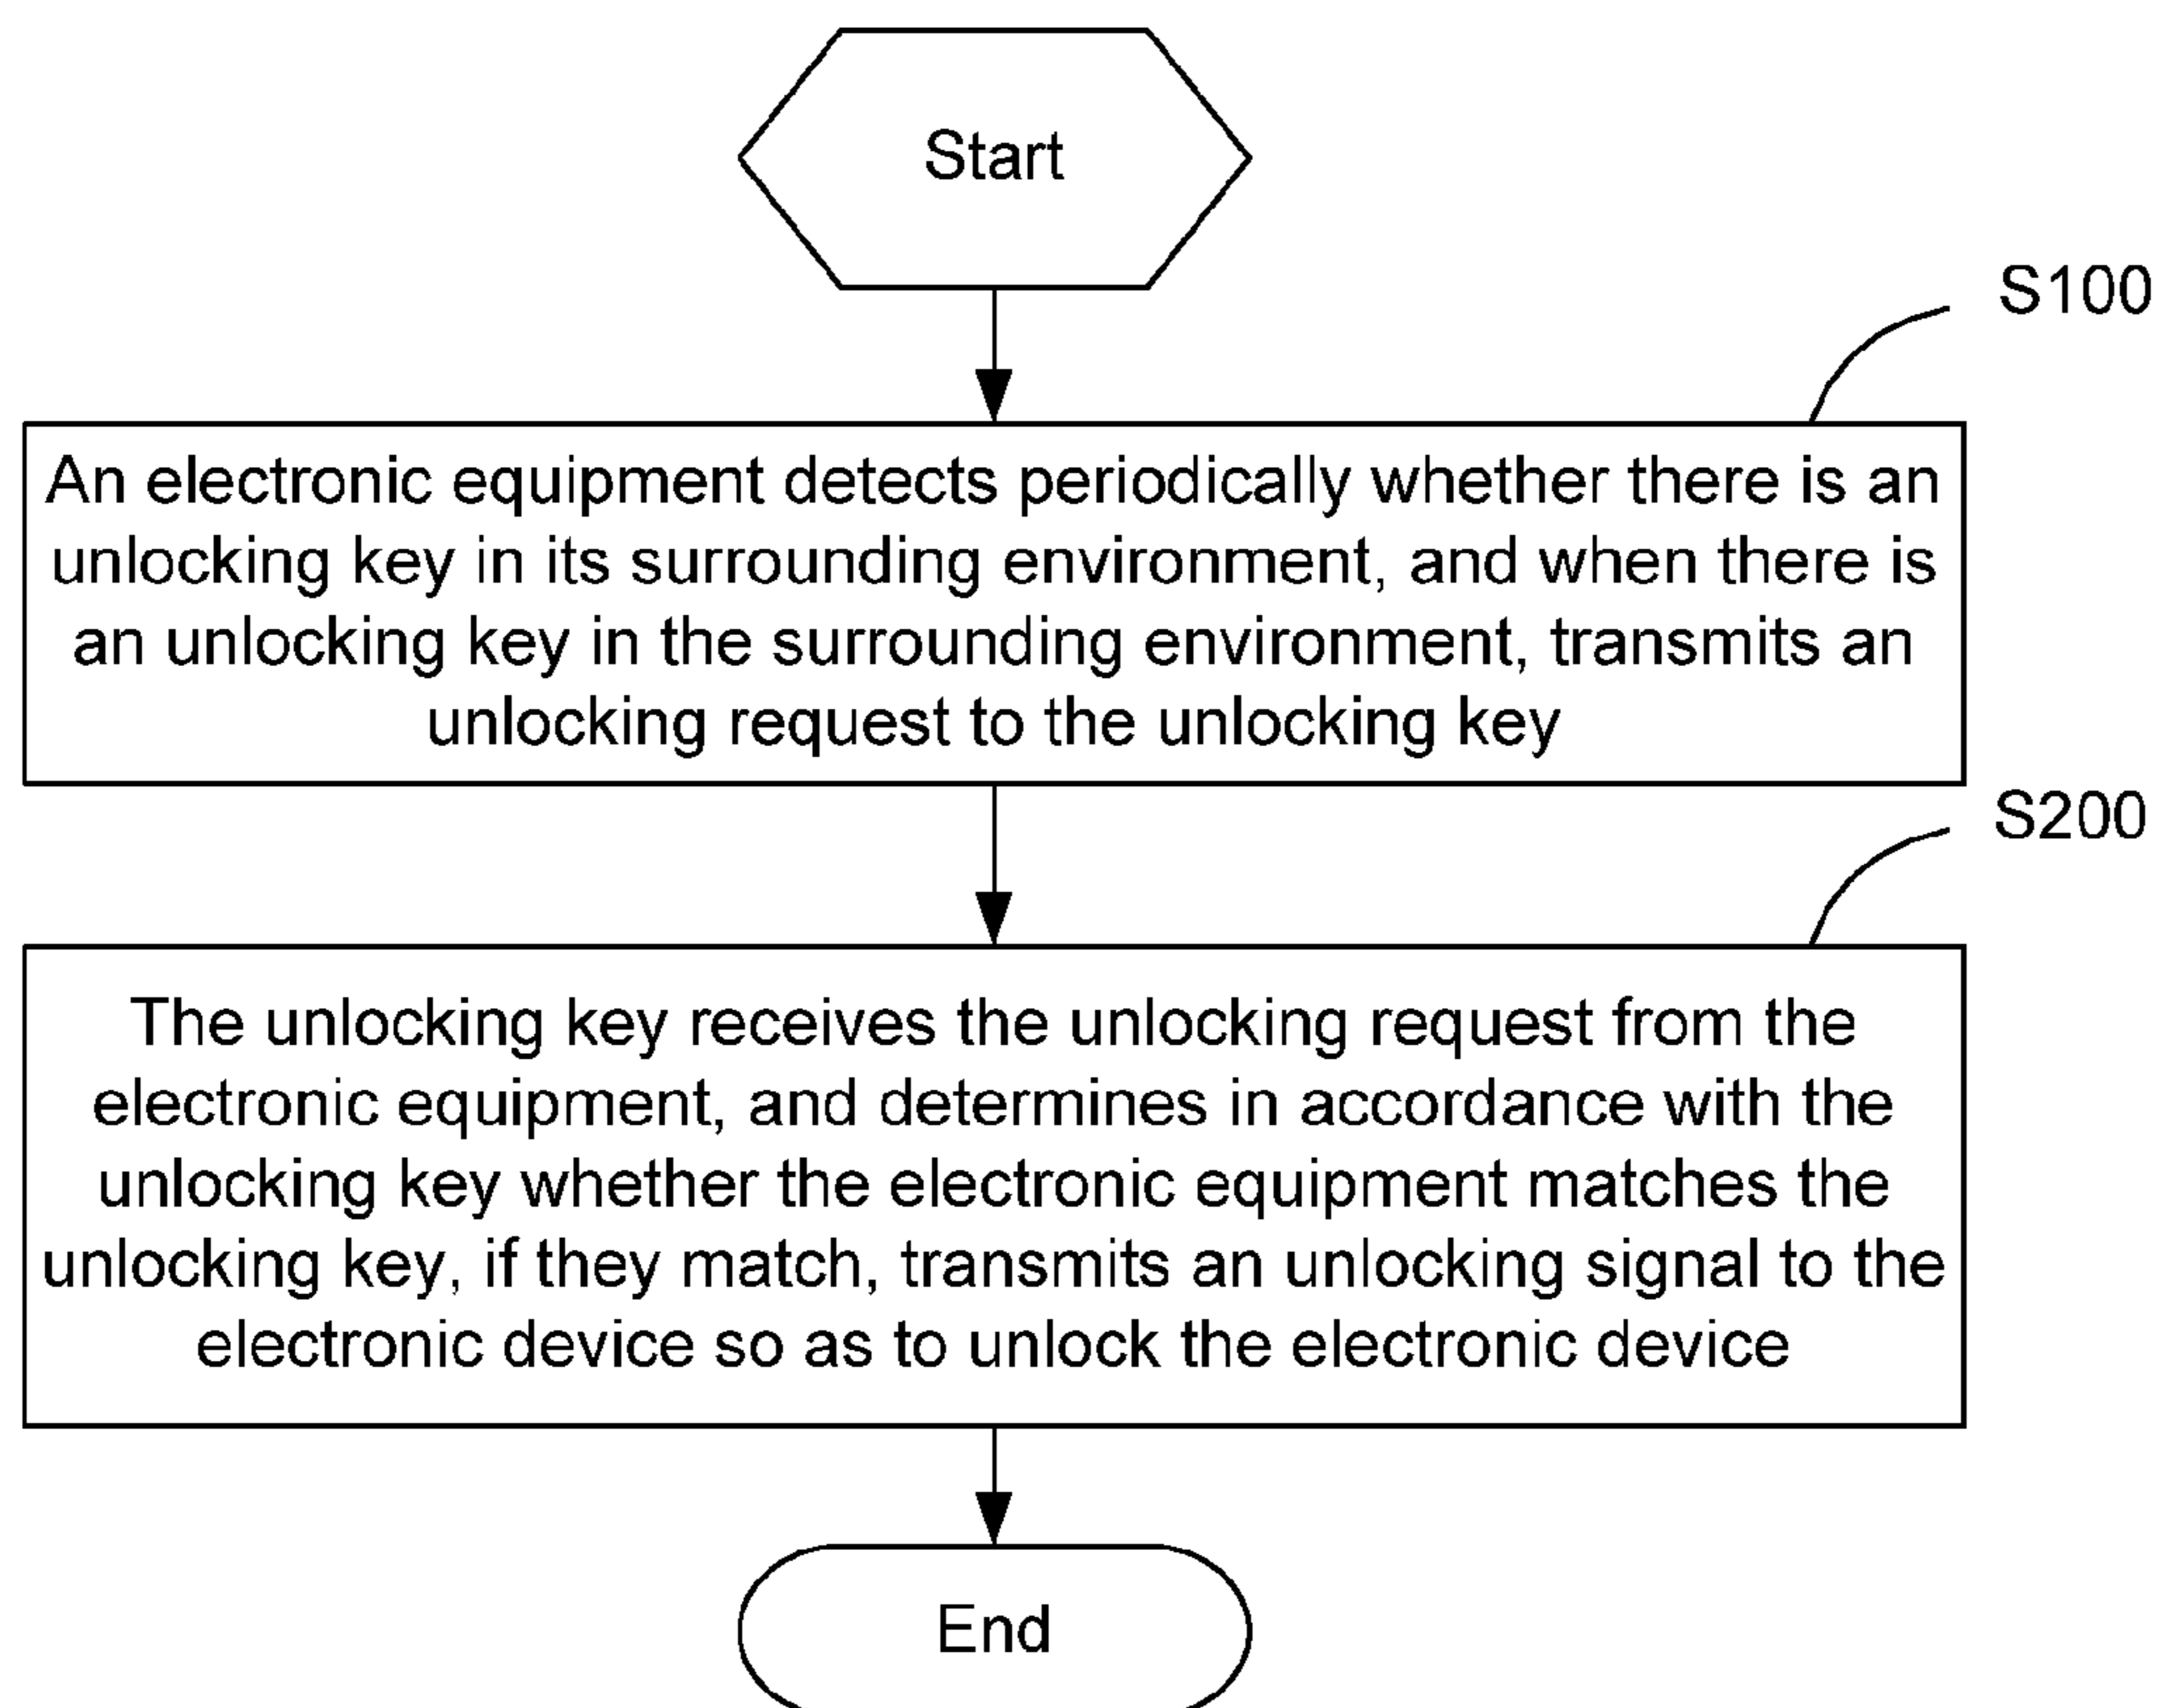 Start
S100
An electronic equipment detects periodically whether there is an
unlocking key in its surrounding environment, and when there is
an unlocking key in the surrounding environment, transmits an
unlocking request to the unlocking key
S200
The unlocking key receives the unlocking request from the
electronic equipment, and determines in accordance with the
unlocking key whether the electronic equipment matches the
unlocking key, if they match, transmits an unlocking signal to the
electronic device so as to unlock the electronic device
End